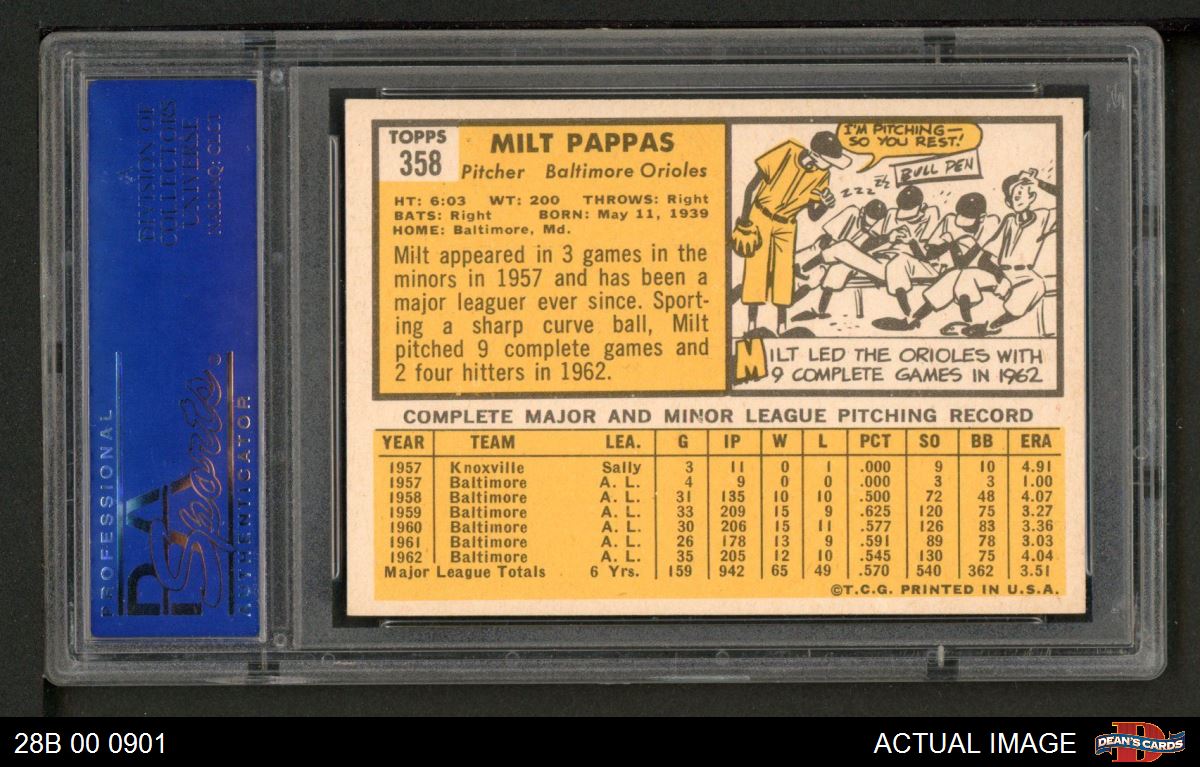 DIVISION OF
COLLECTORS
UNIVERSE
NASDAQ: CLCT
PROFESSIONAL
PSA
Sports®
AUTHENTICATOR
TOPPS
358
MILT PAPPAS
Pitcher Baltimore Orioles
HT: 6:03 WT: 200 THROWS: Right
BATS: Right BORN: May 11, 1939
HOME: Baltimore, Md.
Milt appeared in 3 games in the
minors in 1957 and has been a
major leaguer ever since. Sport-
ing a sharp curve ball, Milt
pitched 9 complete games and
2 four hitters in 1962.
I'M PITCHING—
SO YOU REST!
BULL PEN
ZZZ ZZ
MILT LED THE ORIOLES WITH
9 COMPLETE GAMES IN 1962
COMPLETE MAJOR AND MINOR LEAGUE PITCHING RECORD
YEAR TEAM LEA. G IP W L PCT SO BB ERA
1957 Knoxville Sally 3 11 0 1 .000 9 10 4.91
1957 Baltimore A. L. 4 9 0 0 .000 3 3 1.00
1958 Baltimore A. L. 31 135 10 10 .500 72 48 4.07
1959 Baltimore A. L. 33 209 15 9 .625 120 75 3.27
1960 Baltimore A. L. 30 206 15 11 .577 126 83 3.36
1961 Baltimore A. L. 26 178 13 9 .591 89 78 3.03
1962 Baltimore A. L. 35 205 12 10 .545 130 75 4.04
Major League Totals 6 Yrs. 159 942 65 49 .570 540 362 3.51
©T.C.G. PRINTED IN U.S.A.
28B 00 0901
ACTUAL IMAGE
D
DEAN'S CARDS